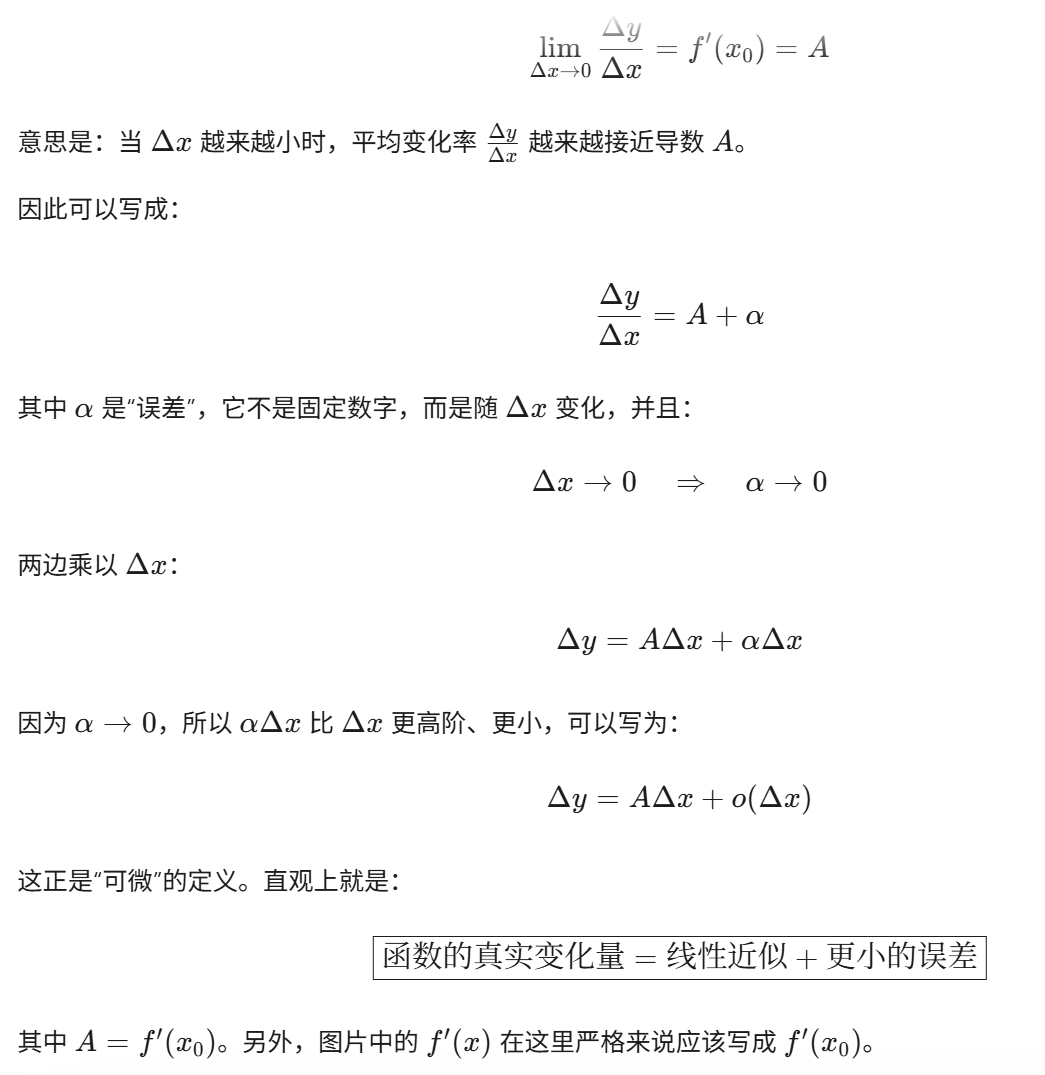 lim Δx→0 Δy/Δx = f′(x₀) = A
意思是：当 Δx 越来越小时，平均变化率 Δy/Δx 越来越接近导数 A。
因此可以写成：
Δy/Δx = A + α
其中 α 是“误差”，它不是固定数字，而是随 Δx 变化，并且：
Δx → 0 ⇒ α → 0
两边乘以 Δx：
Δy = AΔx + αΔx
因为 α → 0，所以 αΔx 比 Δx 更高阶、更小，可以写为：
Δy = AΔx + o(Δx)
这正是“可微”的定义。直观上就是：
函数的真实变化量 = 线性近似 + 更小的误差
其中 A = f′(x₀)。另外，图片中的 f′(x) 在这里严格来说应该写成 f′(x₀)。